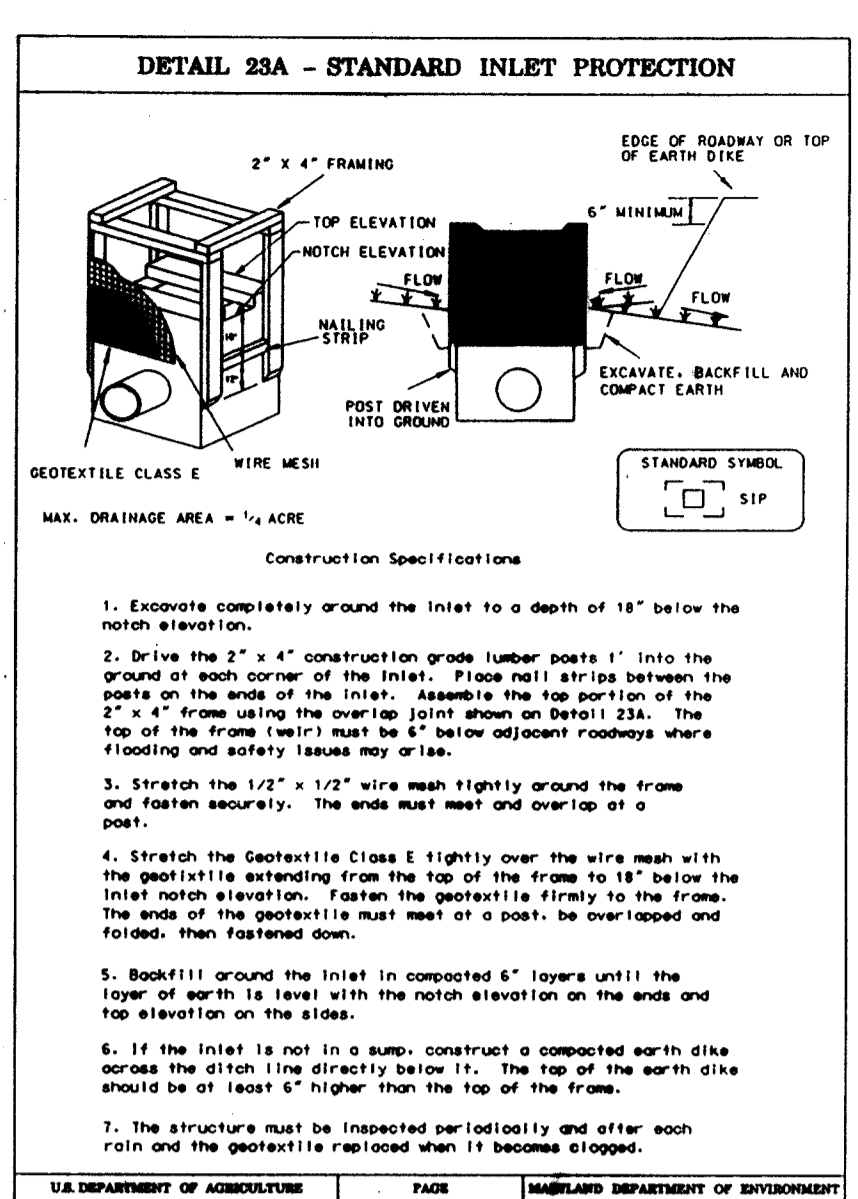 DETAIL 23A - STANDARD INLET PROTECTION
EDGE OF ROADWAY OR TOP
OF EARTH DIKE
2" X 4" FRAMING
6" MINIMUM
TOP ELEVATION
NOTCH ELEVATION
FLOW
FLOW
FLOW
18"
NAILING
STRIP
12"
EXCAVATE, BACKFILL AND
COMPACT EARTH
POST DRIVEN
INTO GROUND
WIRE MESH
GEOTEXTILE CLASS E
STANDARD SYMBOL
SIP
MAX. DRAINAGE AREA = 1/4 ACRE
Construction Specifications
1. Excavate completely around the inlet to a depth of 18" below the
notch elevation.
2. Drive the 2" x 4" construction grade lumber posts 1' into the
ground at each corner of the inlet. Place nail strips between the
posts on the ends of the inlet. Assemble the top portion of the
2" x 4" frame using the overlap joint shown on Detail 23A. The
top of the frame (weir) must be 6" below adjacent roadways where
flooding and safety issues may arise.
3. Stretch the 1/2" x 1/2" wire mesh tightly around the frame
and fasten securely. The ends must meet and overlap at a
post.
4. Stretch the Geotextile Class E tightly over the wire mesh with
the geotixtile extending from the top of the frame to 18" below the
inlet notch elevation. Fasten the geotextile firmly to the frame.
The ends of the geotextile must meet at a post, be overlapped and
folded, then fastened down.
5. Backfill around the inlet in compacted 6" layers until the
layer of earth is level with the notch elevation on the ends and
top elevation on the sides.
6. If the inlet is not in a sump, construct a compacted earth dike
across the ditch line directly below it. The top of the earth dike
should be at least 6" higher than the top of the frame.
7. The structure must be inspected periodically and after each
rain and the geotextile replaced when it becomes clogged.
U.S. DEPARTMENT OF AGRICULTURE
PAGE
MARYLAND DEPARTMENT OF ENVIRONMENT